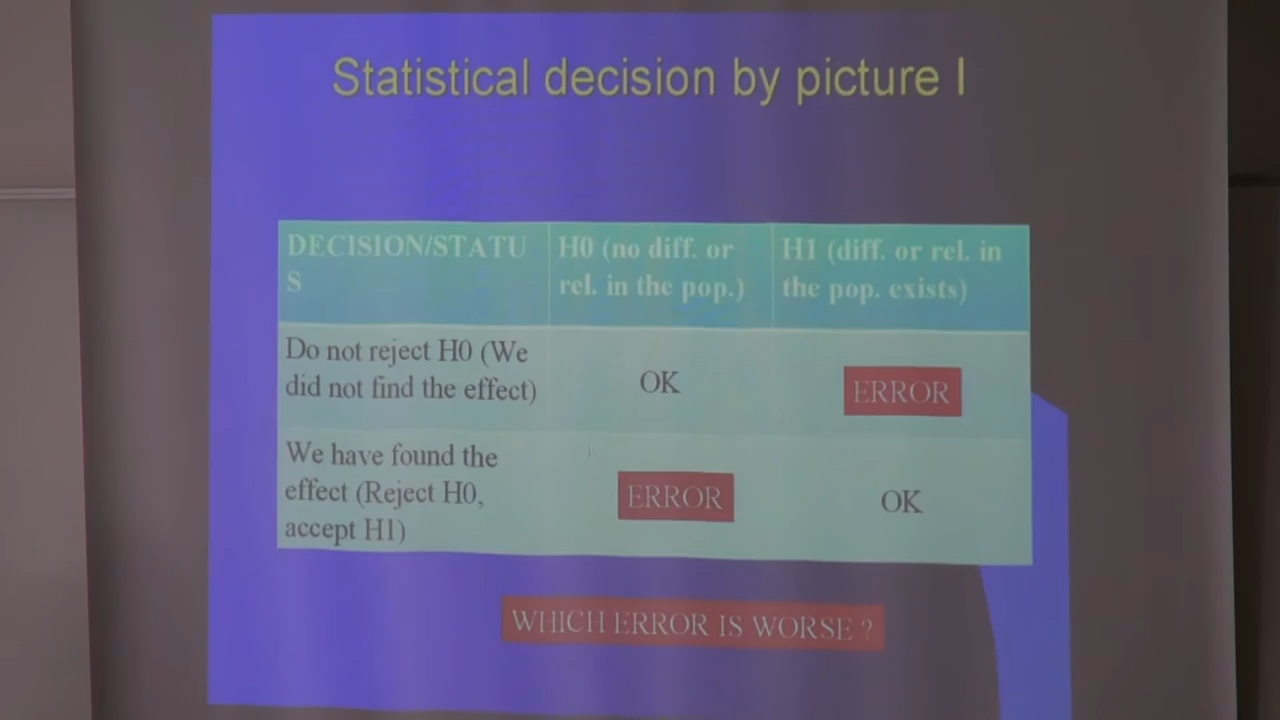 Statistical decision by picture I
DECISION/STATU
S
H0 (no diff. or
rel. in the pop.)
H1 (diff. or rel. in
the pop. exists)
Do not reject H0 (We
did not find the effect)
OK
ERROR
We have found the
effect (Reject H0,
accept H1)
ERROR
OK
WHICH ERROR IS WORSE ?